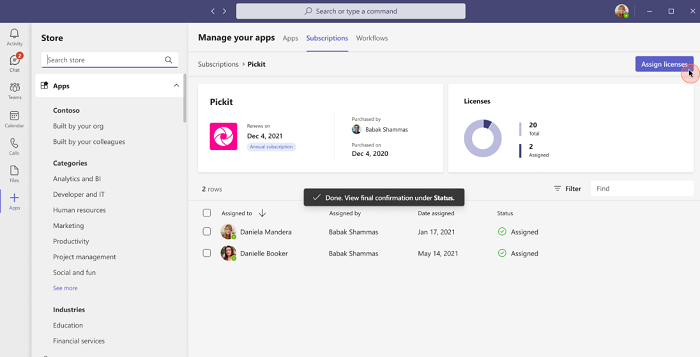 Search or type a command
Activity
Chat
2
Teams
Calendar
Calls
Files
Apps
Store
Search store
Apps
Contoso
Built by your org
Built by your colleagues
Categories
Analytics and BI
Developer and IT
Human resources
Marketing
Productivity
Project management
Social and fun
See more
Industries
Education
Financial services
Manage your apps Apps Subscriptions Workflows
Subscriptions > Pickit
Assign licenses
Pickit
Renews on
Dec 4, 2021
Annual subscription
Purchased by
Babak Shammas
Purchased on
Dec 4, 2020
Licenses
20
Total
2
Assigned
2 rows
Filter
Find
Done. View final confirmation under Status.
Assigned to Assigned by Date assigned Status
Daniela Mandera Babak Shammas Jan 17, 2021 Assigned
Danielle Booker Babak Shammas May 14, 2021 Assigned